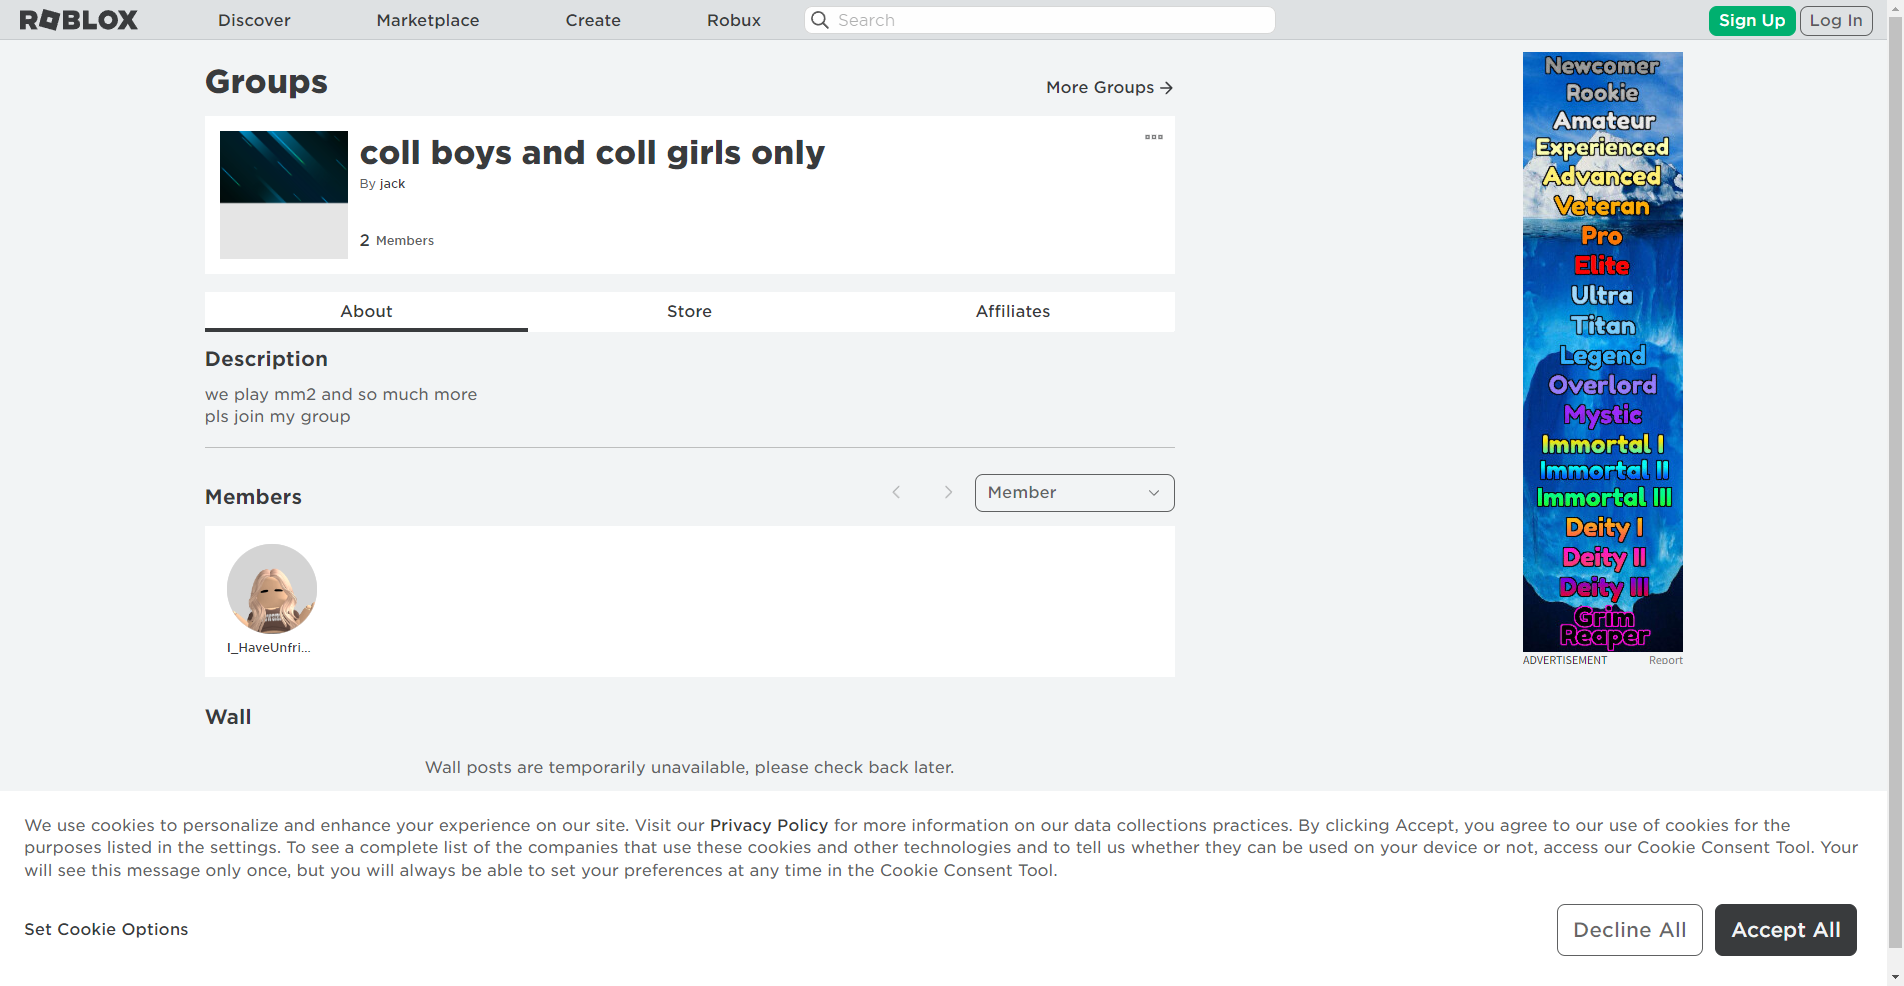 ROBLOX
Discover
Marketplace
Create
Robux
Search
Sign Up
Log In
Groups
More Groups
coll boys and coll girls only
By jack
2 Members
About
Store
Affiliates
Description
we play mm2 and so much more
pls join my group
Members
Member
I_HaveUnfri...
Wall
Wall posts are temporarily unavailable, please check back later.
Newcomer
Rookie
Amateur
Experienced
Advanced
Veteran
Pro
Elite
Ultra
Titan
Legend
Overlord
Mystic
Immortal I
Immortal II
Immortal III
Deity I
Deity II
Deity III
Grim
Reaper
ADVERTISEMENT
Report
We use cookies to personalize and enhance your experience on our site. Visit our Privacy Policy for more information on our data collections practices. By clicking Accept, you agree to our use of cookies for the
purposes listed in the settings. To see a complete list of the companies that use these cookies and other technologies and to tell us whether they can be used on your device or not, access our Cookie Consent Tool. Your
will see this message only once, but you will always be able to set your preferences at any time in the Cookie Consent Tool.
Set Cookie Options
Decline All
Accept All